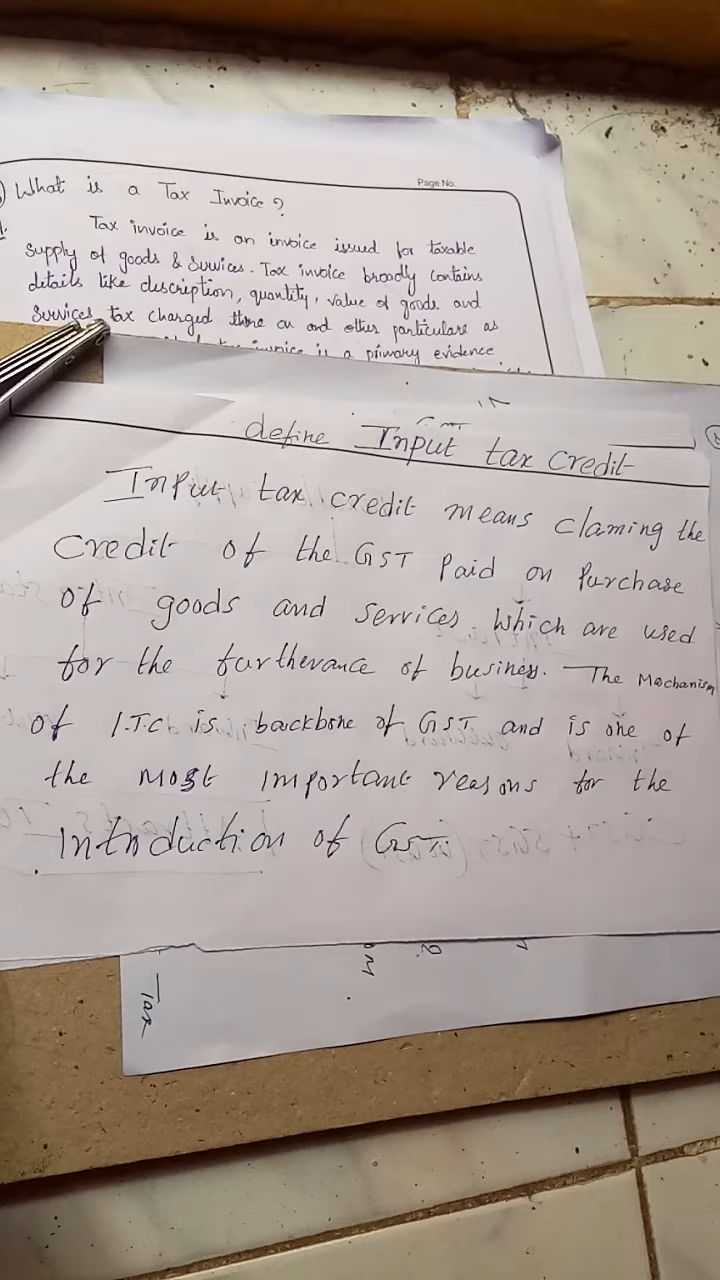 Page No.
What is a Tax Invoice?
Tax invoice is an invoice issued for taxable
supply of goods & services. Tax invoice broadly contains
details like description, quantity, value of goods and
services tax charged there on and other particulars as
tax invoice is a primary evidence
define Input tax credit
Input tax credit means claming the
credit of the GST Paid on Purchase
of goods and services which are used
for the furtherance of business. The Mechanism
of I.T.C is backbone of GST and is one of
the most important reasons for the
introduction of GST
Tax